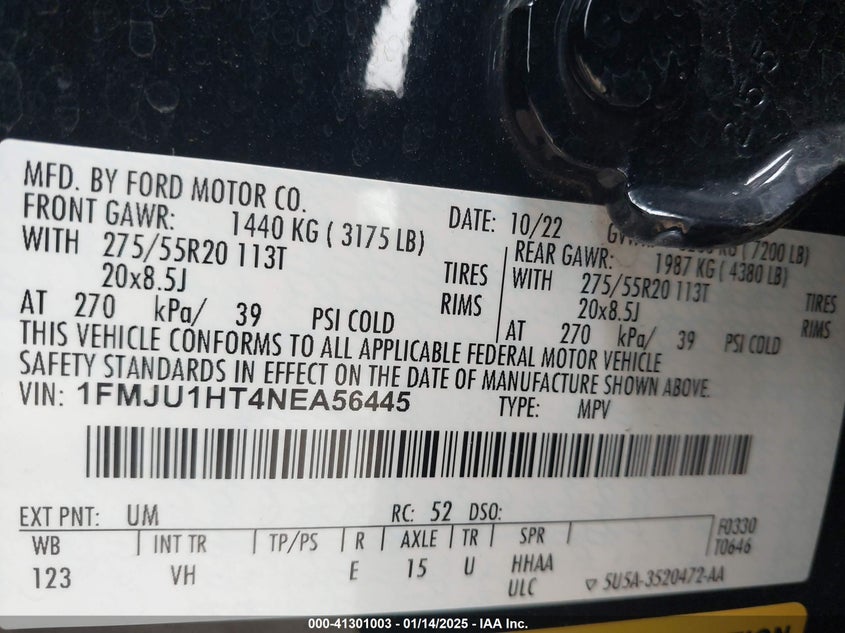 MFD. BY FORD MOTOR CO.
DATE: 10/22
KG ( 7200 LB)
FRONT GAWR: 1440 KG ( 3175 LB)
REAR GAWR: 1987 KG ( 4380 LB)
WITH 275/55R20 113T TIRES
WITH 275/55R20 113T TIRES
20x8.5J RIMS
20x8.5J RIMS
AT 270 kPa/ 39 PSI COLD
AT 270 kPa/ 39 PSI COLD
THIS VEHICLE CONFORMS TO ALL APPLICABLE FEDERAL MOTOR VEHICLE
SAFETY STANDARDS IN EFFECT ON THE DATE OF MANUFACTURE SHOWN ABOVE.
VIN: 1FMJU1HT4NEA56445 TYPE: MPV
EXT PNT: UM RC: 52 DSO:
WB INT TR TP/PS R AXLE TR SPR F0330
T0646
123 VH E 15 U HHAA
ULC 5U5A-3520472-AA
000-41301003 - 01/14/2025 - IAA Inc.